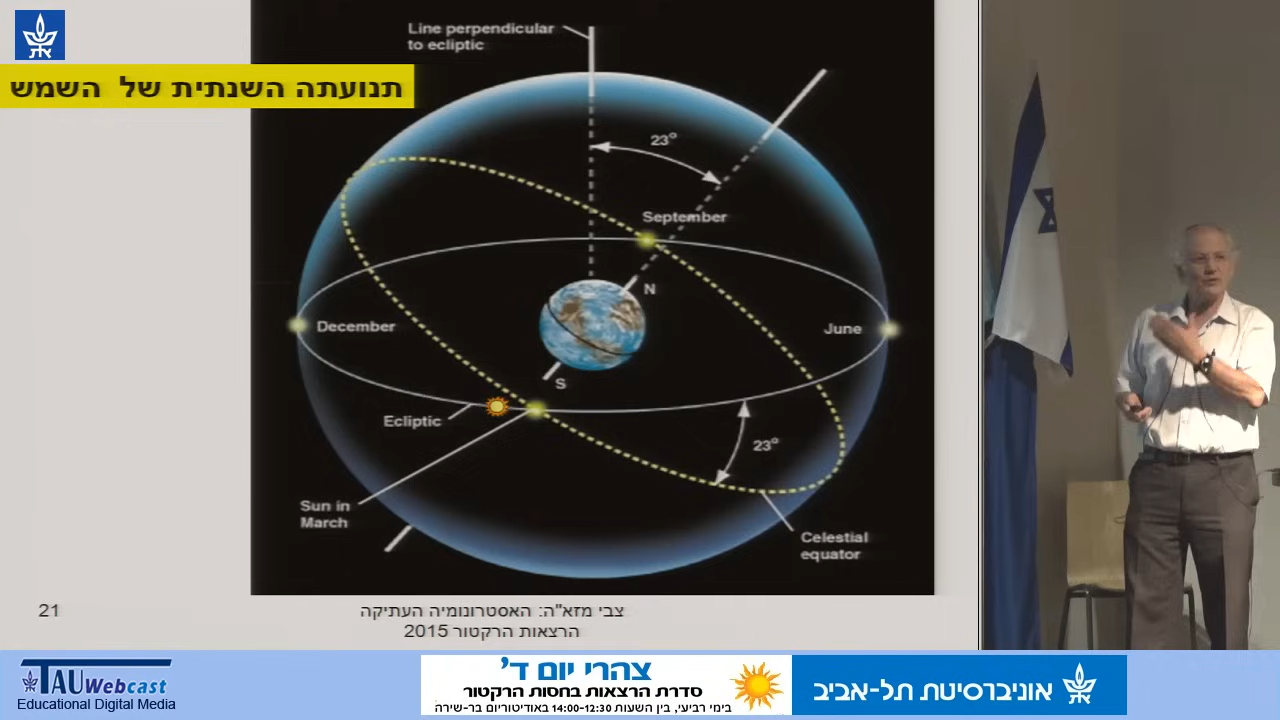 תנועתה השנתית של השמש
Line perpendicular
to ecliptic
23°
September
N
December
June
S
Ecliptic
23°
Sun in
March
Celestial
equator
21
צבי מזא"ה: האסטרונומיה העתיקה
הרצאות הרקטור 2015
TAU Webcast
Educational Digital Media
צהרי יום ד'
סדרת הרצאות בחסות הרקטור
בימי רביעי, בין השעות 14:00-12:30 באודיטוריום בר-שירה
אוניברסיטת תל-אביב